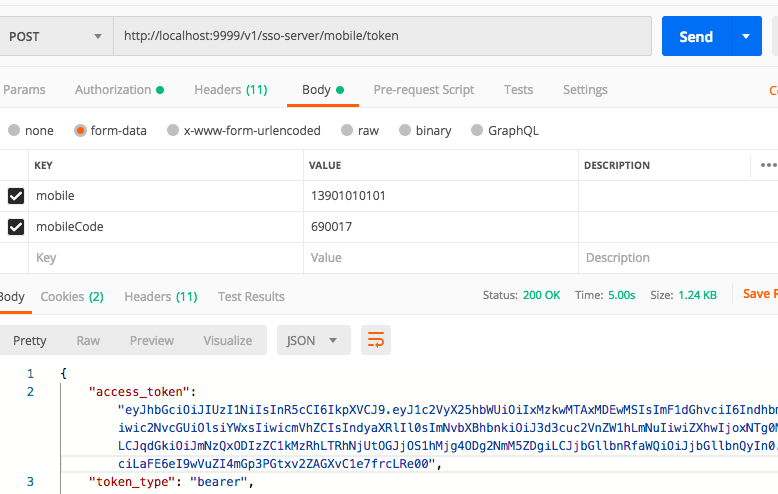 POST http://localhost:9999/v1/sso-server/mobile/token Send
Params Authorization Headers (11) Body Pre-request Script Tests Settings
none form-data x-www-form-urlencoded raw binary GraphQL
KEY VALUE DESCRIPTION
mobile 13901010101
mobileCode 690017
Key Value Description
Body Cookies (2) Headers (11) Test Results Status: 200 OK Time: 5.00s Size: 1.24 KB Save R
Pretty Raw Preview Visualize JSON
1 {
2 "access_token":
"eyJhbGciOiJIUzI1NiIsInR5cCI6IkpXVCJ9.eyJ1c2VyX25hbWUiOiIxMzkwMTAxMDEwMSIsImF1dGhvciI6Indhbm
iwic2NvcGUiOlsiYWxsIiwicmVhZCIsIndyaXRlIl0sImNvbXBhbnkiOiJ3d3cuc2VnZW1hLmNuIiwiZXhwIjoxNTg0M
ciLaFE6eI9wVuZI4mGp3PGtxv2ZAGXvC1e7frcLRe00",
3 "token_type": "bearer",